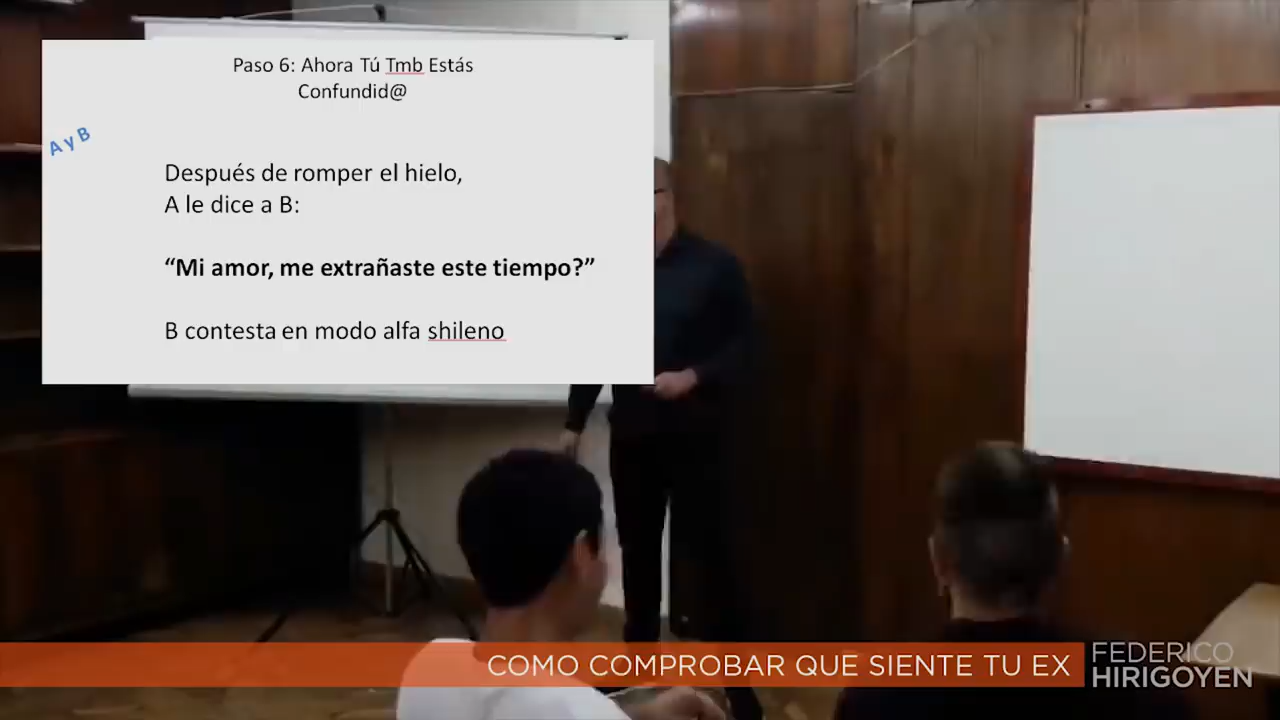 Paso 6: Ahora Tú Tmb Estás
Confundid@
A y B
Después de romper el hielo,
A le dice a B:
“Mi amor, me extrañaste este tiempo?”
B contesta en modo alfa shileno
COMO COMPROBAR QUE SIENTE TU EX
FEDERICO
HIRIGOYEN